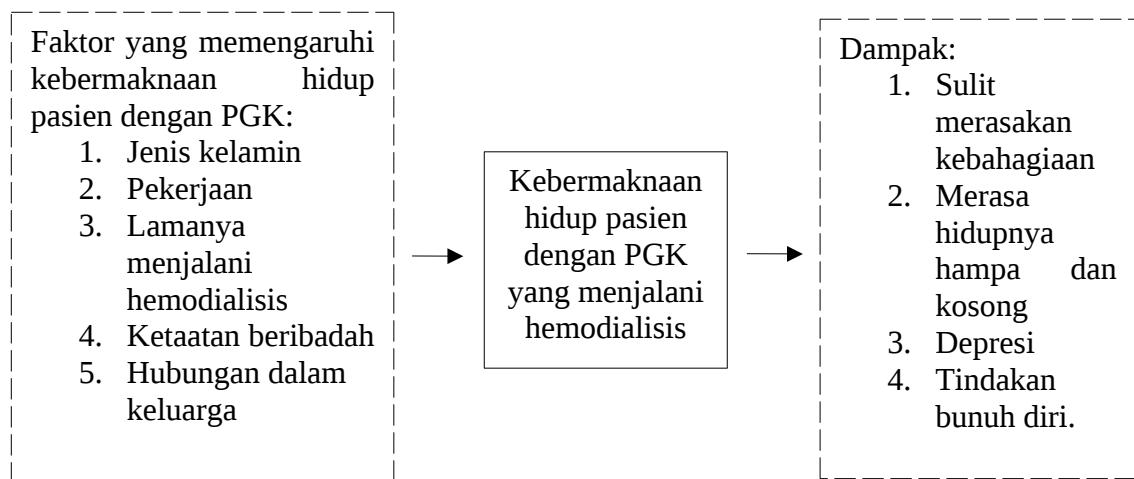 Faktor yang memengaruhi
kebermaknaan hidup
pasien dengan PGK:
1. Jenis kelamin
2. Pekerjaan
3. Lamanya
menjalani
hemodialisis
4. Ketaatan beribadah
5. Hubungan dalam
keluarga
Kebermaknaan
hidup pasien
dengan PGK
yang menjalani
hemodialisis
Dampak:
1. Sulit
merasakan
kebahagiaan
2. Merasa
hidupnya
hampa dan
kosong
3. Depresi
4. Tindakan
bunuh diri.